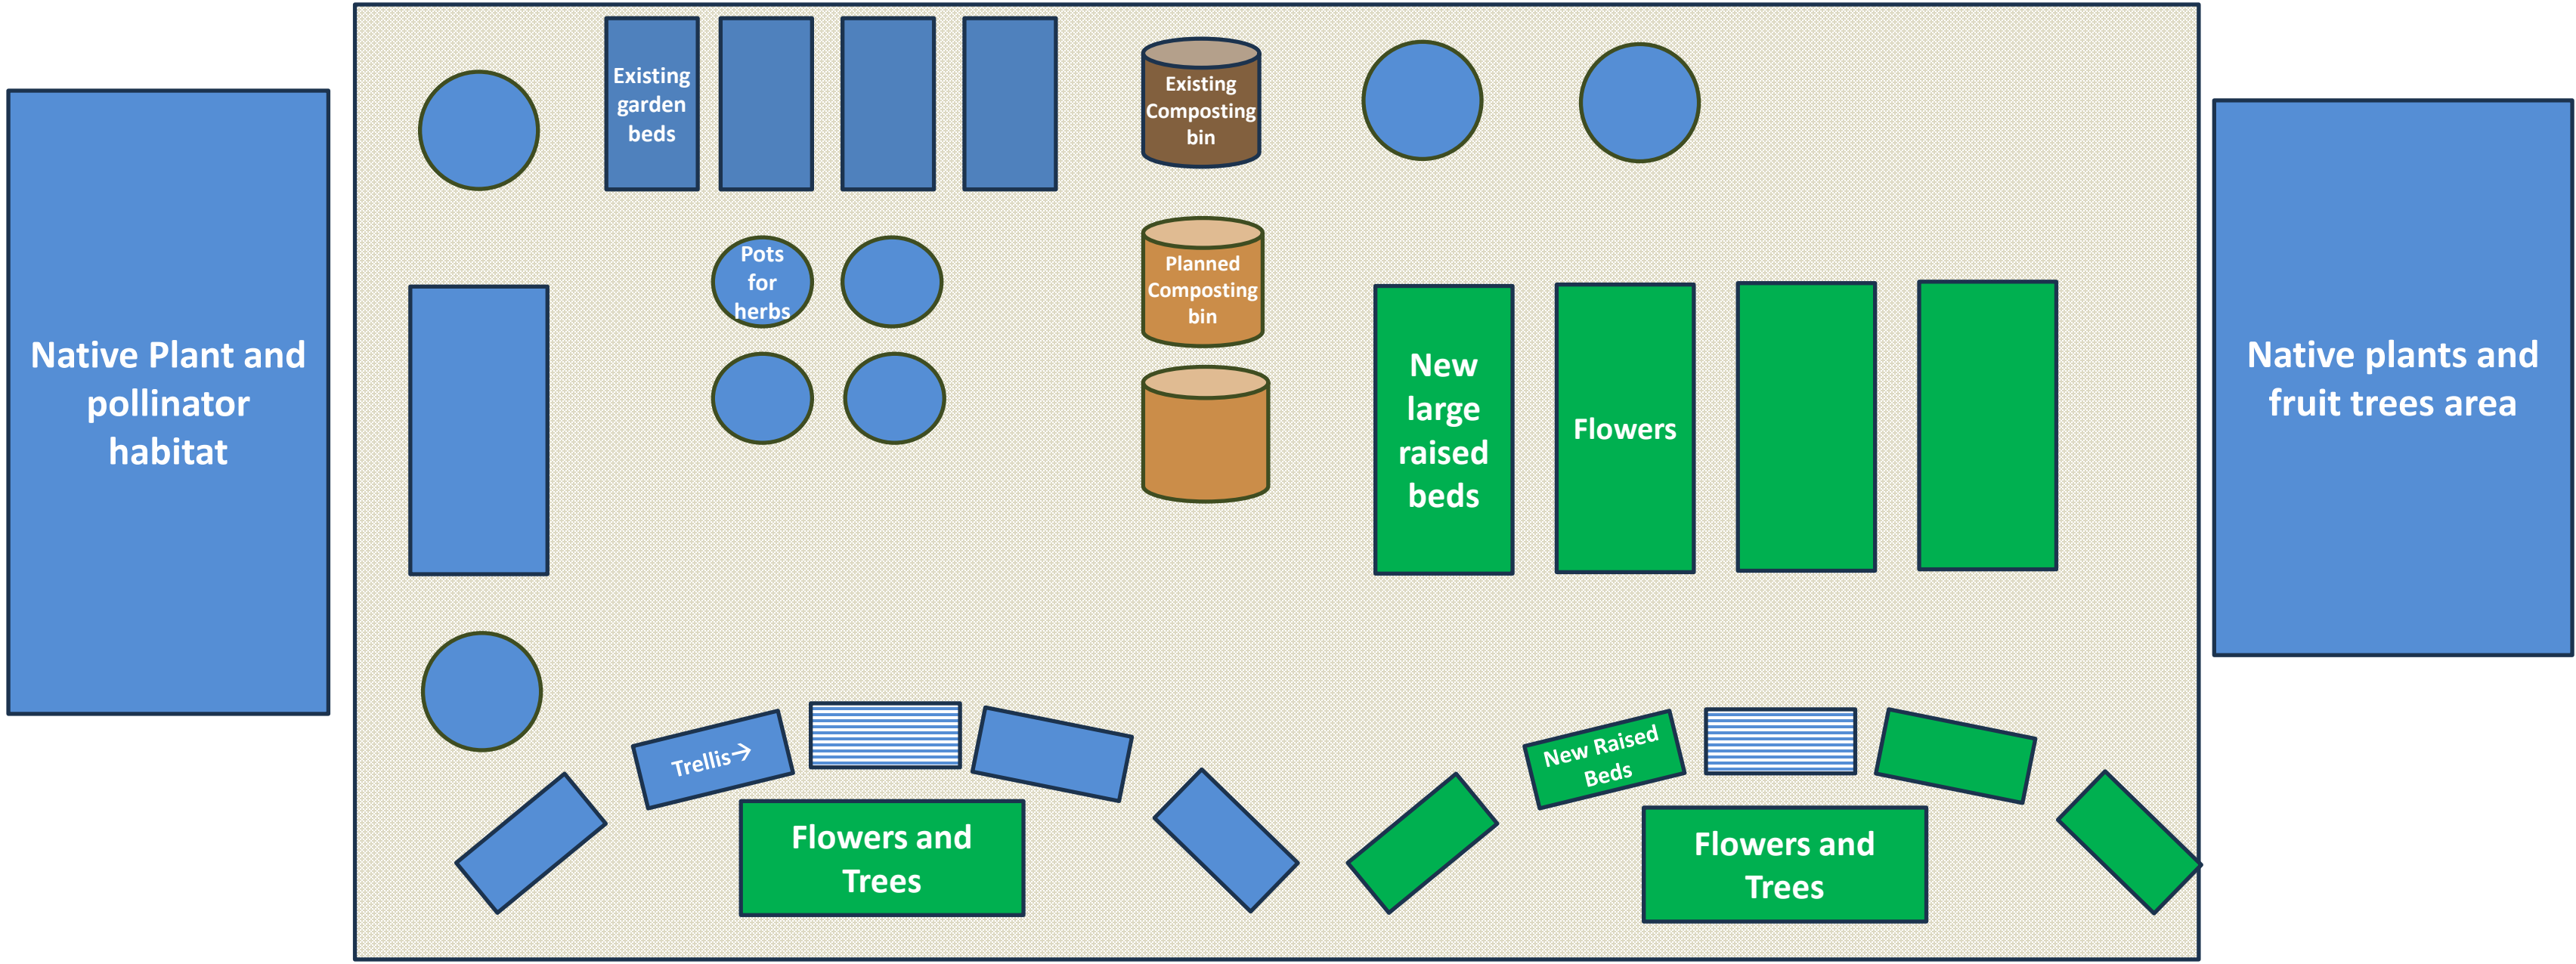 Existing
garden
beds
Existing
Composting
bin
Pots
for
herbs
Planned
Composting
bin
Native Plant and
pollinator
habitat
New
large
raised
beds
Flowers
Native plants and
fruit trees area
Trellis→
Flowers and
Trees
New Raised
Beds
Flowers and
Trees